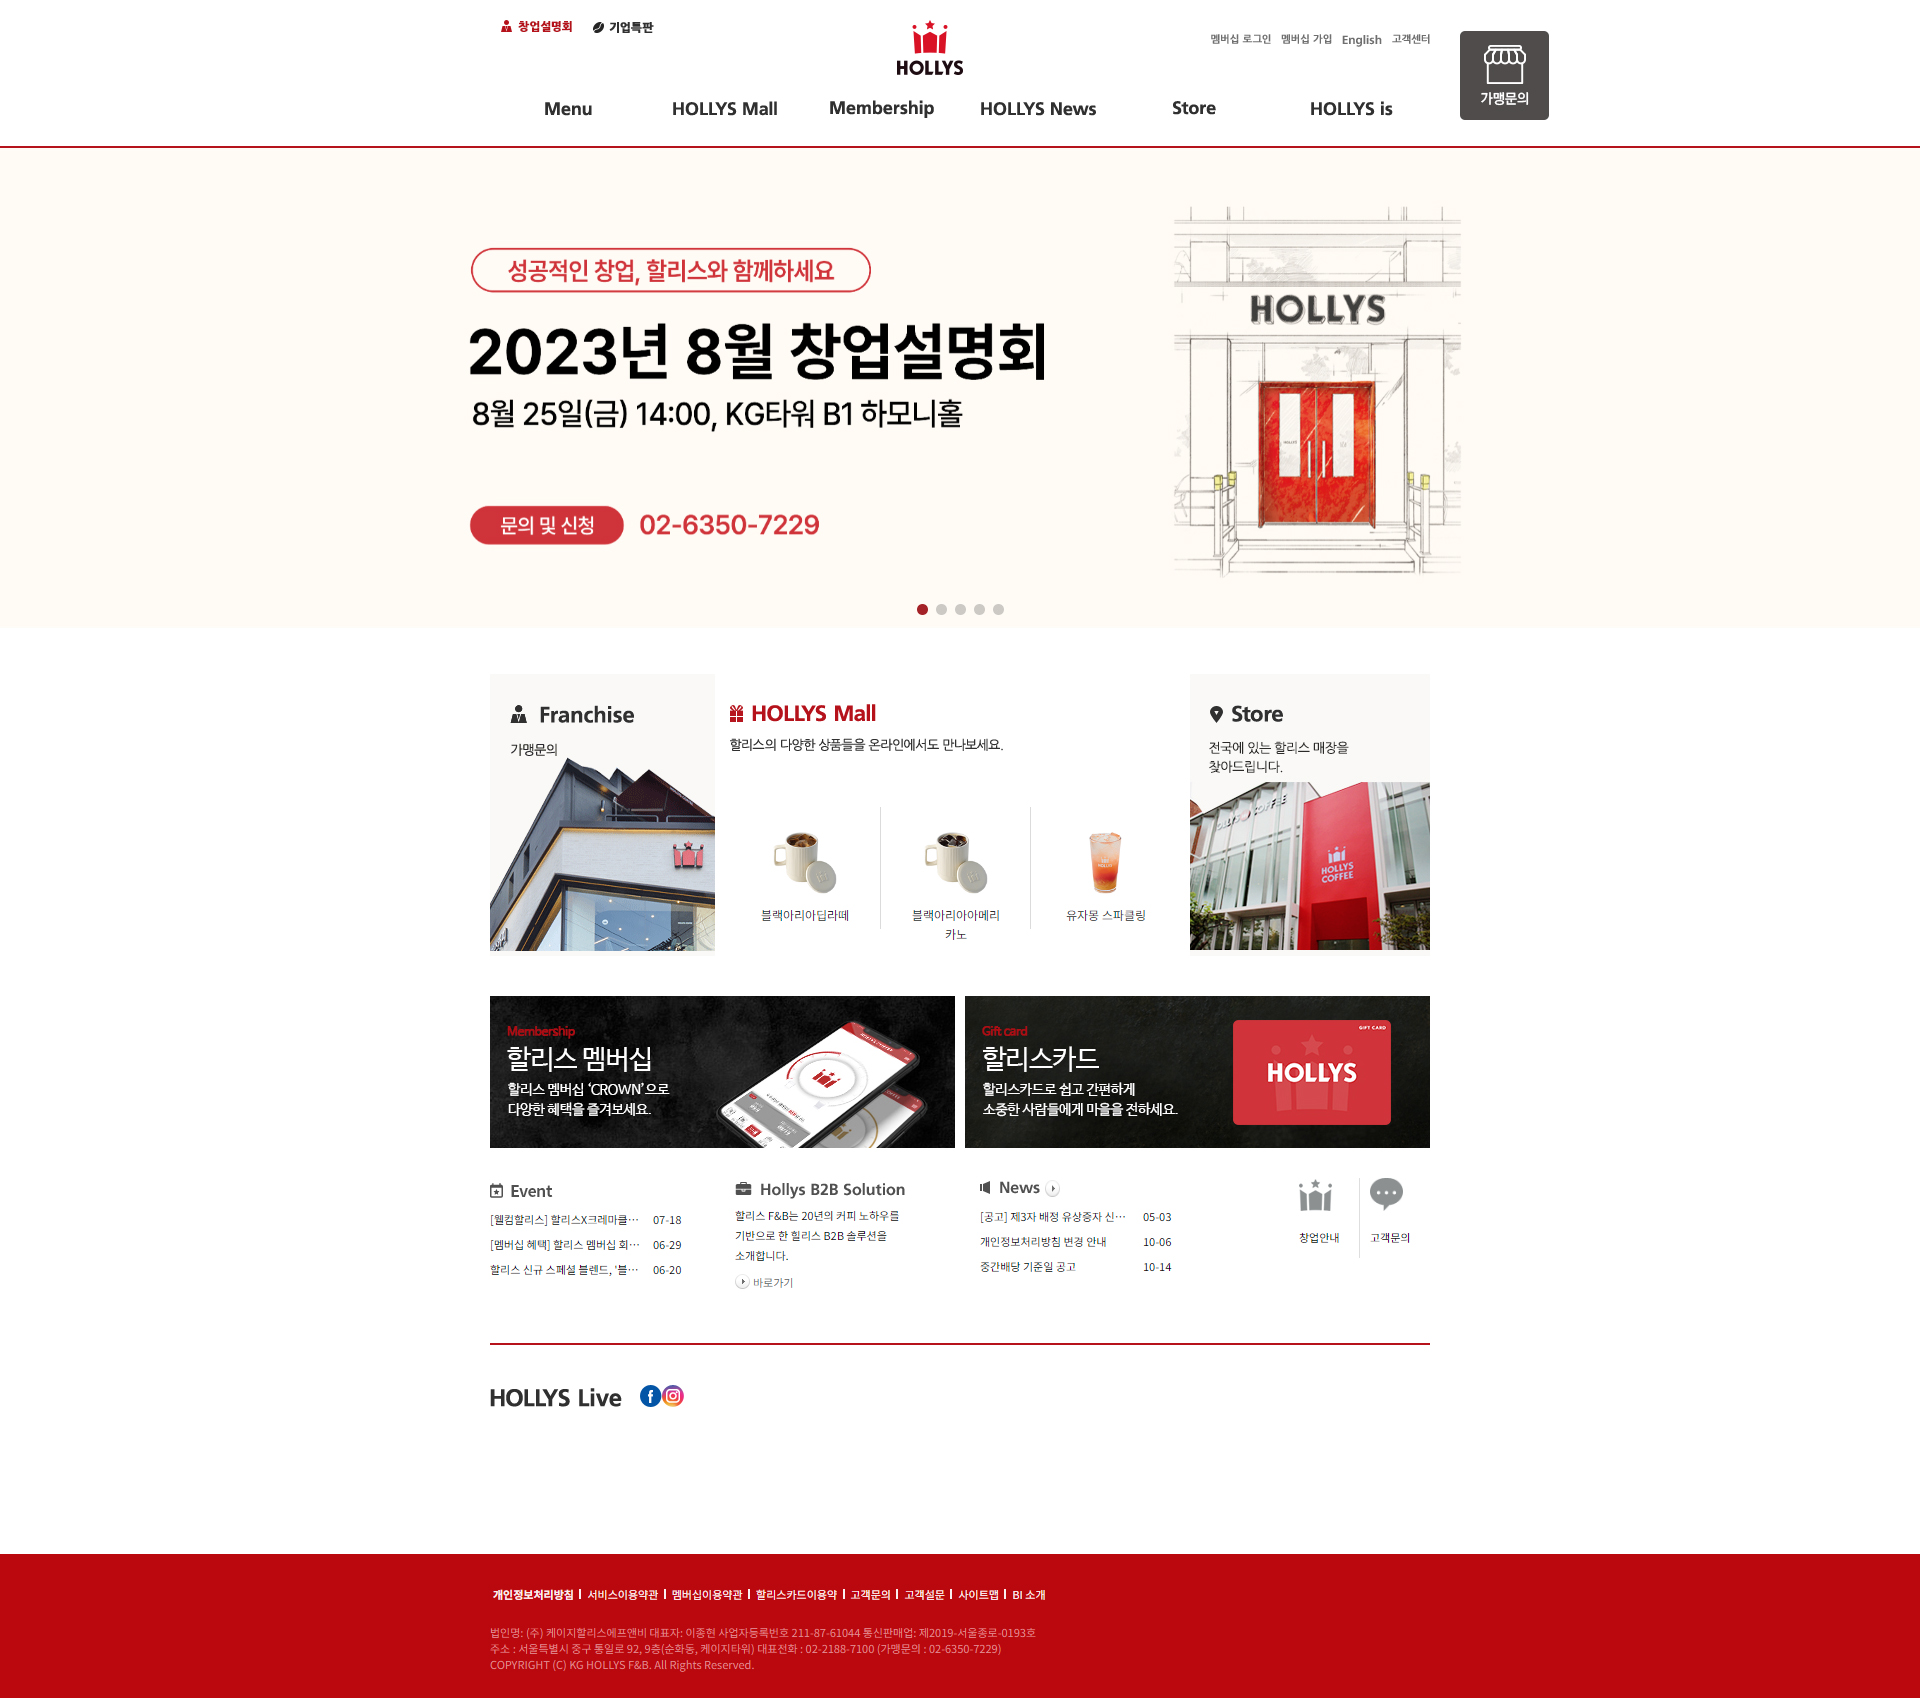 창업설명회
기업특판
HOLLYS
멤버십 로그인
멤버십 가입
English
고객센터
가맹문의
Menu
HOLLYS Mall
Membership
HOLLYS News
Store
HOLLYS is
성공적인 창업, 할리스와 함께하세요
2023년 8월 창업설명회
8월 25일(금) 14:00, KG타워 B1 하모니홀
문의 및 신청
02-6350-7229
HOLLYS
Franchise
가맹문의
HOLLYS Mall
할리스의 다양한 상품들을 온라인에서도 만나보세요.
블랙아리아딥라떼
블랙아리아아메리
카노
유자몽 스파클링
Store
전국에 있는 할리스 매장을
찾아드립니다.
HOLLYS COFFEE
HOLLYS
COFFEE
Membership
할리스 멤버십
할리스 멤버십 ‘CROWN’으로
다양한 혜택을 즐겨보세요.
Gift card
할리스카드
할리스카드로 쉽고 간편하게
소중한 사람들에게 마음을 전하세요.
GIFT CARD
HOLLYS
Event
[웰컴할리스] 할리스X크레마클… 07-18
[멤버십 혜택] 할리스 멤버십 회… 06-29
할리스 신규 스페셜 블렌드, '블… 06-20
Hollys B2B Solution
할리스 F&B는 20년의 커피 노하우를
기반으로 한 할리스 B2B 솔루션을
소개합니다.
바로가기
News
[공고] 제3자 배정 유상증자 신… 05-03
개인정보처리방침 변경 안내 10-06
중간배당 기준일 공고 10-14
창업안내
고객문의
HOLLYS Live
개인정보처리방침
서비스이용약관
멤버십이용약관
할리스카드이용약
고객문의
고객설문
사이트맵
BI 소개
법인명: (주) 케이지할리스에프앤비 대표자: 이종현 사업자등록번호 211-87-61044 통신판매업: 제2019-서울종로-0193호
주소 : 서울특별시 중구 통일로 92, 9층(순화동, 케이지타워) 대표전화 : 02-2188-7100 (가맹문의 : 02-6350-7229)
COPYRIGHT (C) KG HOLLYS F&B. All Rights Reserved.